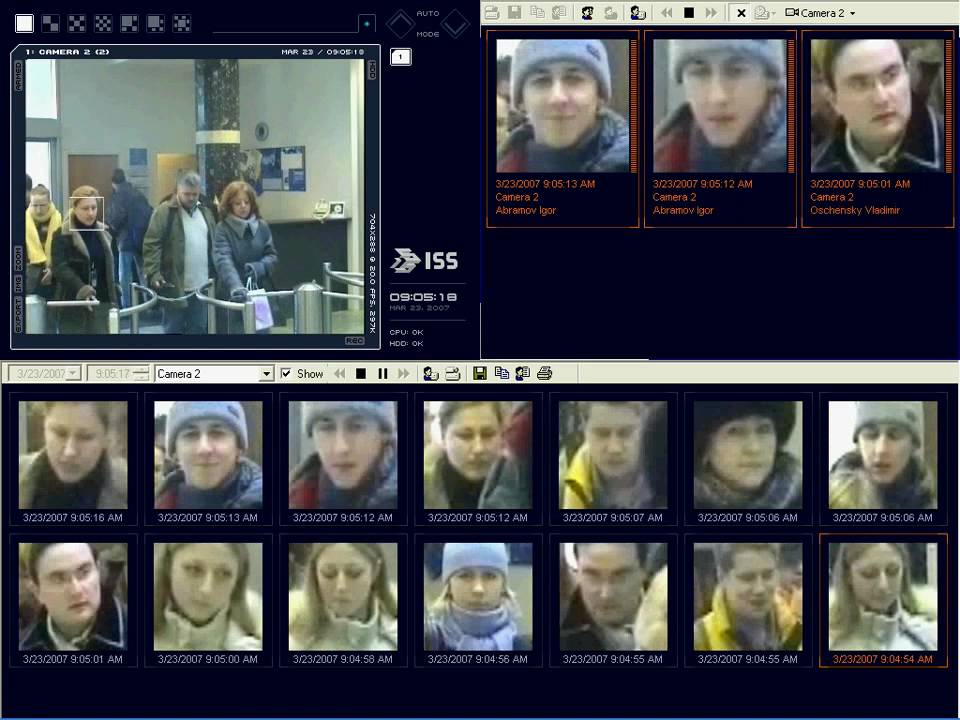 AUTO
MODE
Camera 2
1: CAMERA 2 (2)
MAR 23 / 09:05:18
1
ARMED
HDD
ZOOM
IMG
EXPORT
704X288 @ 20.0 FPS, 297K
REC
ISS
09:05:18
MAR 23, 2007
CPU: OK
HDD: OK
3/23/2007 9:05:13 AM
Camera 2
Abramov Igor
3/23/2007 9:05:12 AM
Camera 2
Abramov Igor
3/23/2007 9:05:01 AM
Camera 2
Oschensky Vladimir
3/23/2007 9:05:17 Camera 2 Show
3/23/2007 9:05:16 AM
3/23/2007 9:05:13 AM
3/23/2007 9:05:12 AM
3/23/2007 9:05:12 AM
3/23/2007 9:05:07 AM
3/23/2007 9:05:06 AM
3/23/2007 9:05:06 AM
3/23/2007 9:05:01 AM
3/23/2007 9:05:00 AM
3/23/2007 9:04:58 AM
3/23/2007 9:04:56 AM
3/23/2007 9:04:55 AM
3/23/2007 9:04:55 AM
3/23/2007 9:04:54 AM